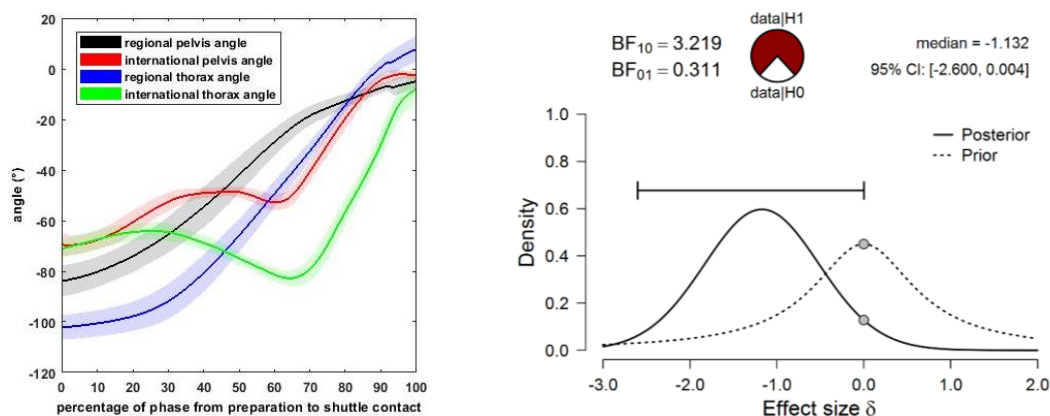 20
0
-20
-40
-60
-80
-100
-120
angle (°)
regional pelvis angle
international pelvis angle
regional thorax angle
international thorax angle
0 10 20 30 40 50 60 70 80 90 100
percentage of phase from preparation to shuttle contact
data|H1
BF10 = 3.219
BF01 = 0.311
data|H0
median = -1.132
95% CI: [-2.600, 0.004]
1.0
0.8
0.6
0.4
0.2
0.0
Density
Posterior
Prior
-3.0 -2.0 -1.0 0.0 1.0 2.0
Effect size δ